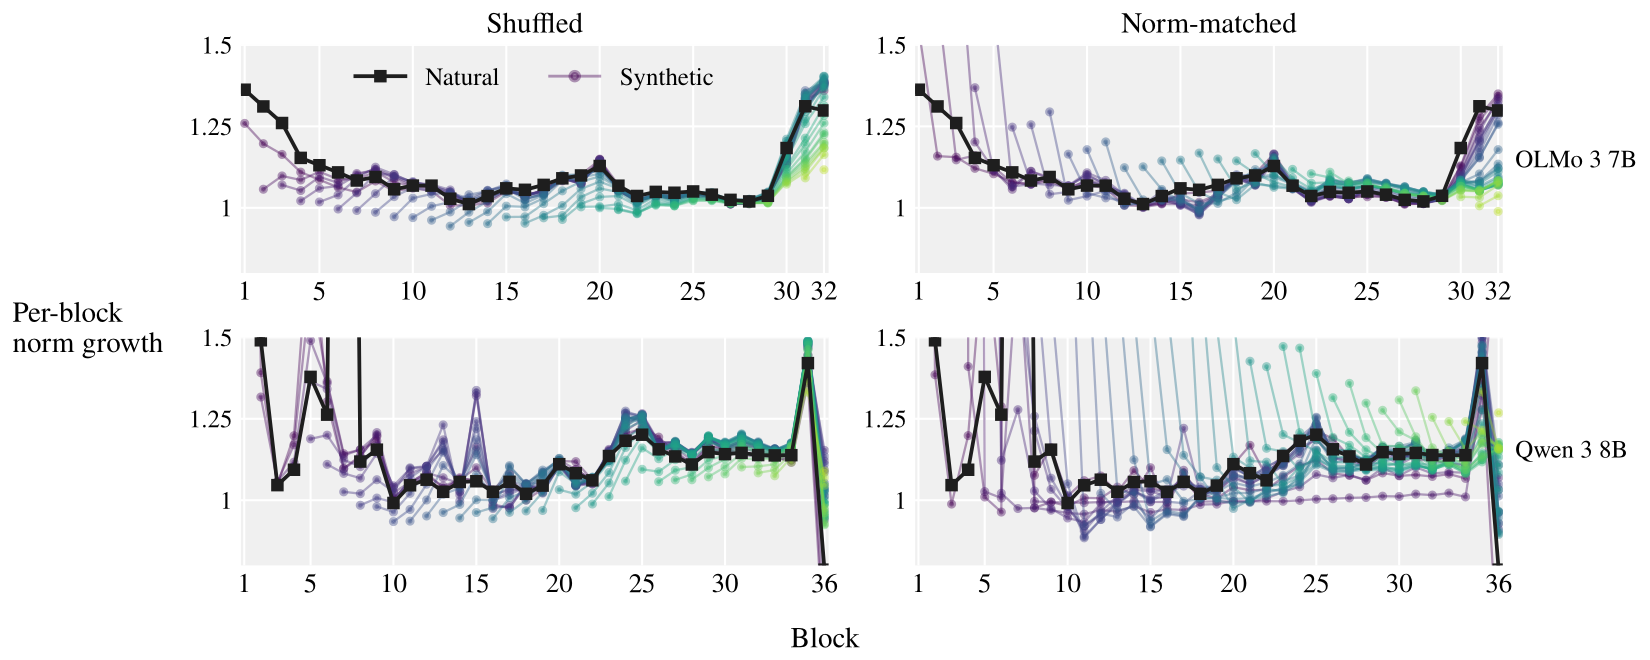 Shuffled
Norm-matched
1.5
1.25
1
Natural
Synthetic
1 5 10 15 20 25 30 32
1.5
1.25
1
1 5 10 15 20 25 30 32
OLMo 3 7B
Per-block
norm growth
1.5
1.25
1
1 5 10 15 20 25 30 36
1.5
1.25
1
1 5 10 15 20 25 30 36
Qwen 3 8B
Block